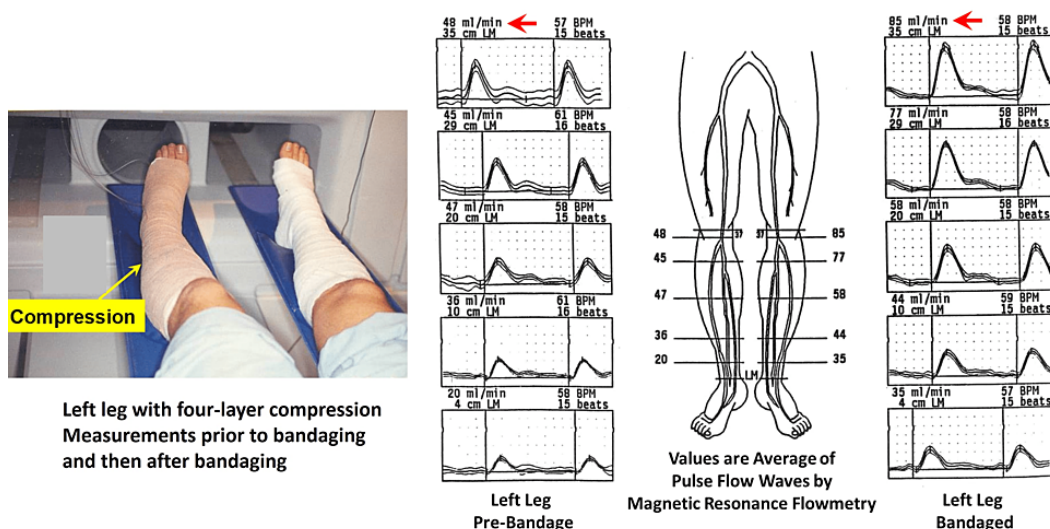 Compression
Left leg with four-layer compression
Measurements prior to bandaging
and then after bandaging
48 ml/min 57 BPM
35 cm LM 15 beats
45 ml/min 61 BPM
29 cm LM 16 beats
47 ml/min 58 BPM
20 cm LM 15 beats
36 ml/min 61 BPM
10 cm LM 15 beats
20 ml/min 58 BPM
4 cm LM 15 beats
Left Leg
Pre-Bandage
48 37 37 85
45 77
47 58
36 44
20 35
LM
Values are Average of
Pulse Flow Waves by
Magnetic Resonance Flowmetry
85 ml/min 58 BPM
35 cm LM 15 beats
77 ml/min 58 BPM
29 cm LM 16 beats
58 ml/min 58 BPM
20 cm LM 15 beats
44 ml/min 59 BPM
10 cm LM 15 beats
35 ml/min 57 BPM
4 cm LM 15 beats
Left Leg
Bandaged